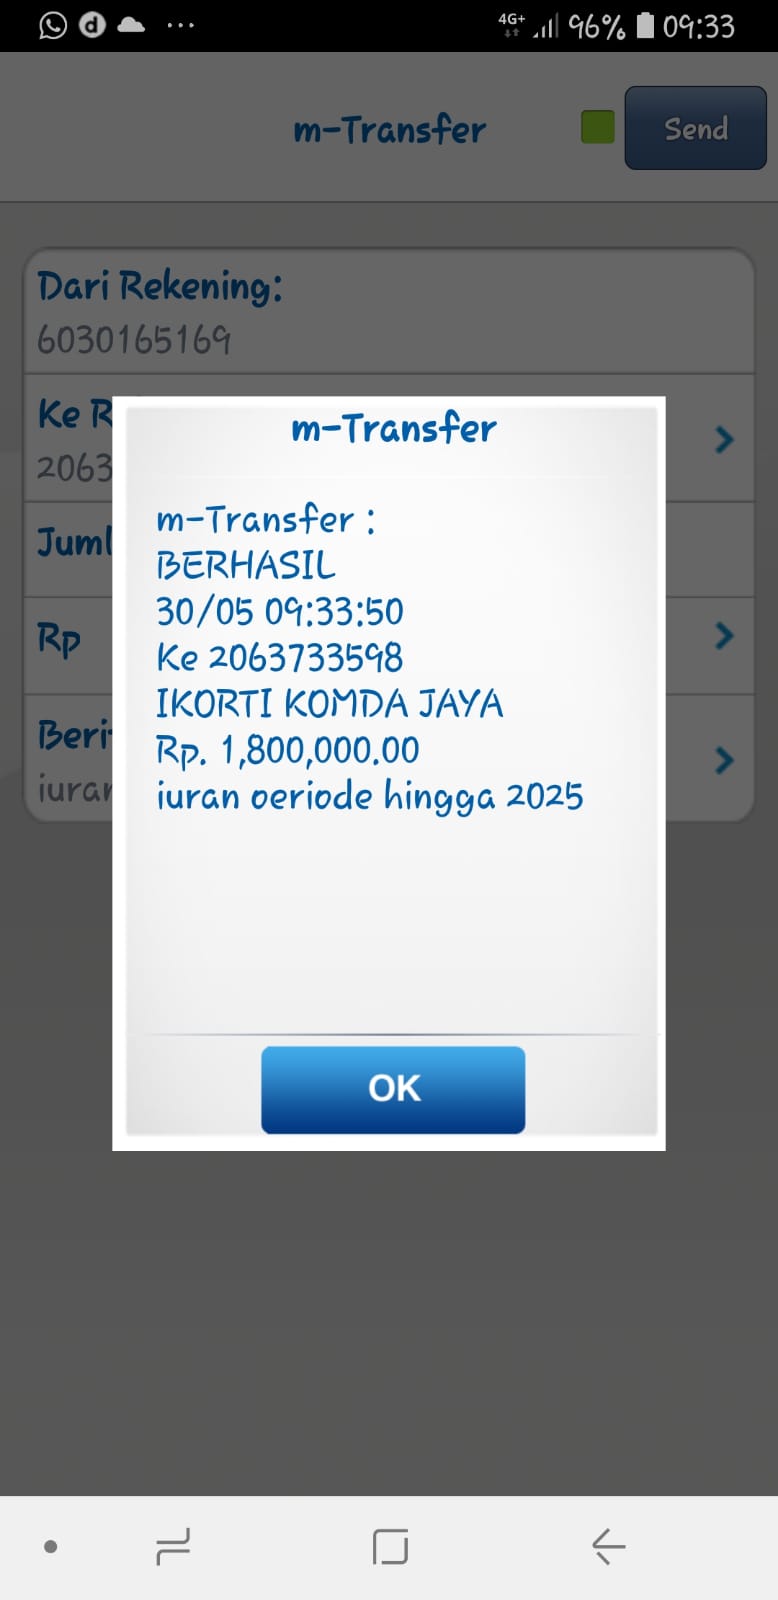 4G+ 96% 09:33
m-Transfer
Send
Dari Rekening:
6030165169
Ke R
2063
Juml
Rp
Beri
iuran
m-Transfer
m-Transfer :
BERHASIL
30/05 09:33:50
Ke 2063733598
IKORTI KOMDA JAYA
Rp. 1,800,000.00
iuran oeriode hingga 2025
OK